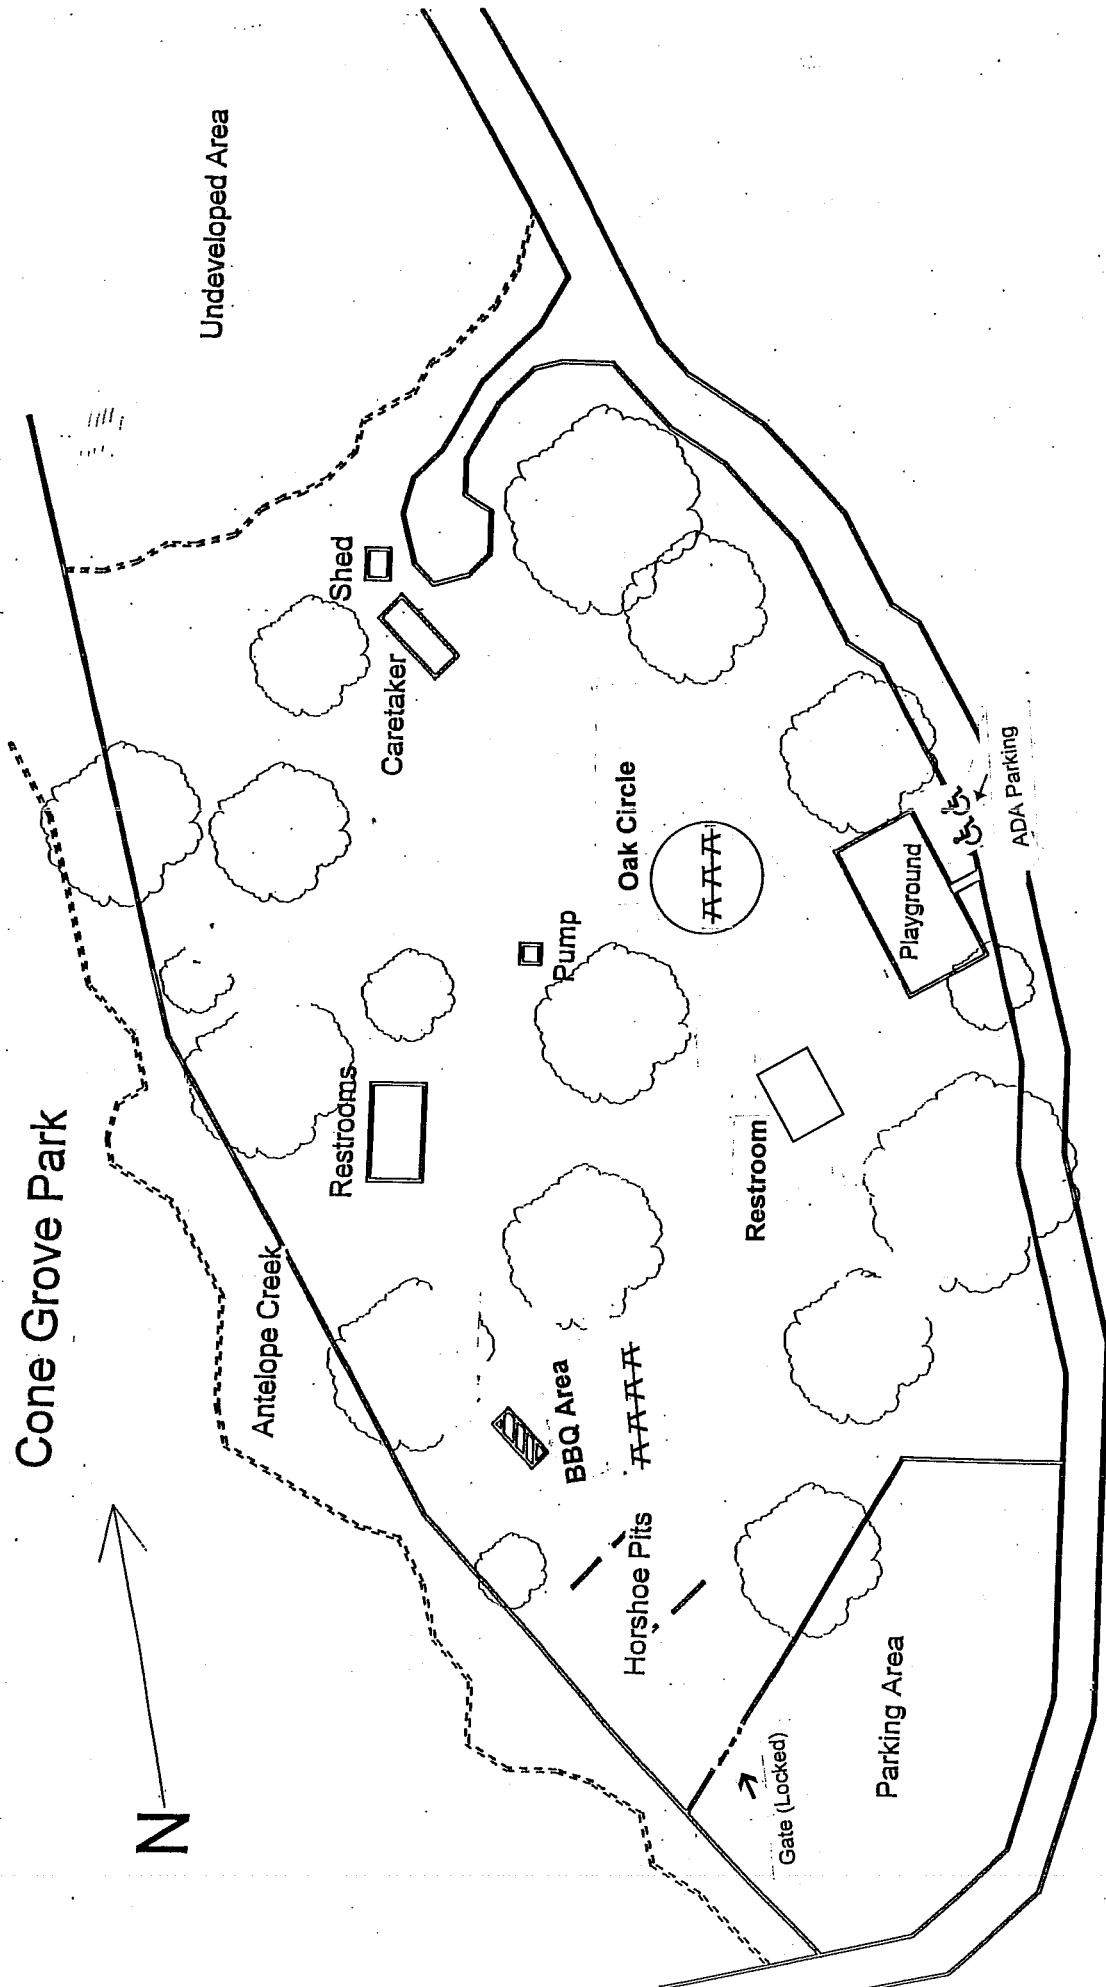 Cone Grove Park
N
Undeveloped Area
Antelope Creek
Shed
Caretaker
Restrooms
Pump
Oak Circle
BBQ Area
Horshoe Pits
Restroom
Playground
ADA Parking
Gate (Locked)
Parking Area